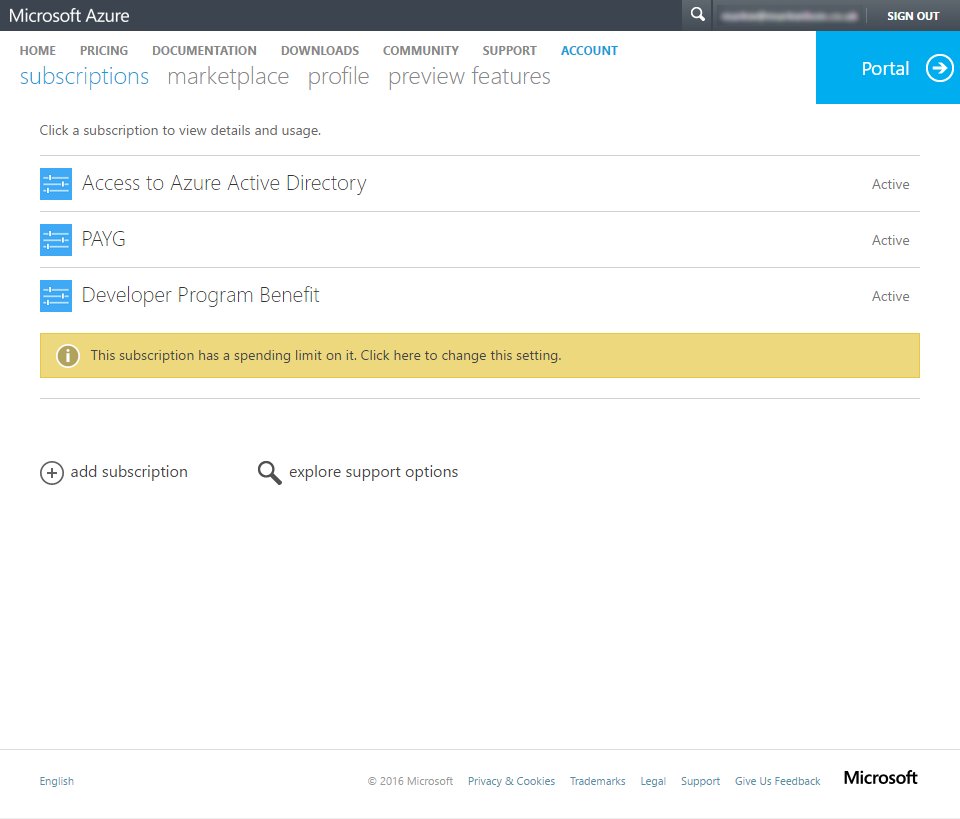 Microsoft Azure
SIGN OUT
HOME PRICING DOCUMENTATION DOWNLOADS COMMUNITY SUPPORT ACCOUNT
subscriptions marketplace profile preview features
Portal
Click a subscription to view details and usage.
Access to Azure Active Directory Active
PAYG Active
Developer Program Benefit Active
This subscription has a spending limit on it. Click here to change this setting.
add subscription explore support options
English © 2016 Microsoft Privacy & Cookies Trademarks Legal Support Give Us Feedback Microsoft